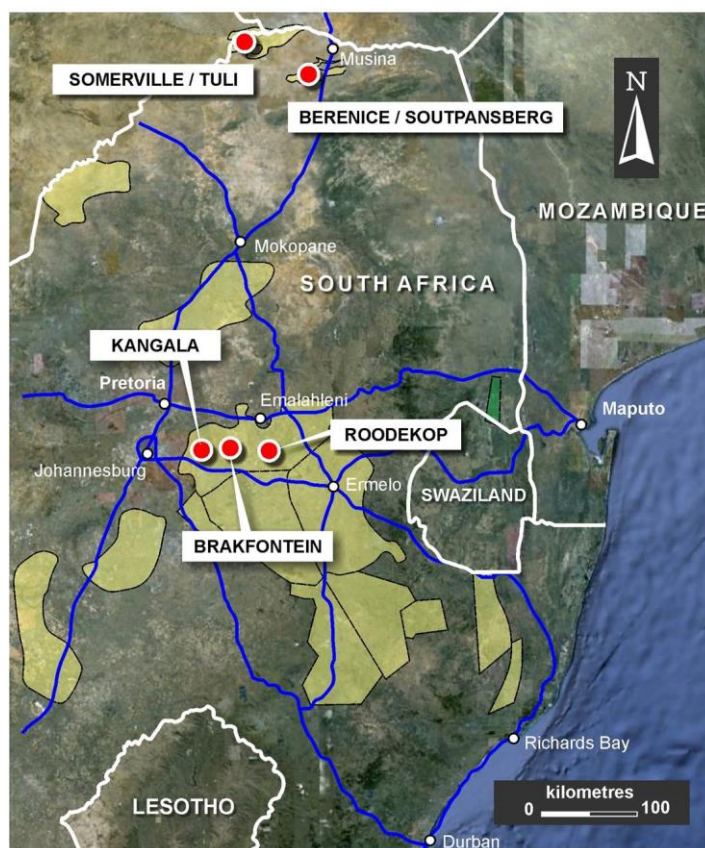 SOMERVILLE / TULI
Musina
BERENICE / SOUTPANSBERG
N
MOZAMBIQUE
Mokopane
SOUTH AFRICA
KANGALA
Pretoria
Emalahleni
Maputo
ROODEKOP
Johannesburg
Ermelo
SWAZILAND
BRAKFONTEIN
Richards Bay
LESOTHO
kilometres
0 100
Durban